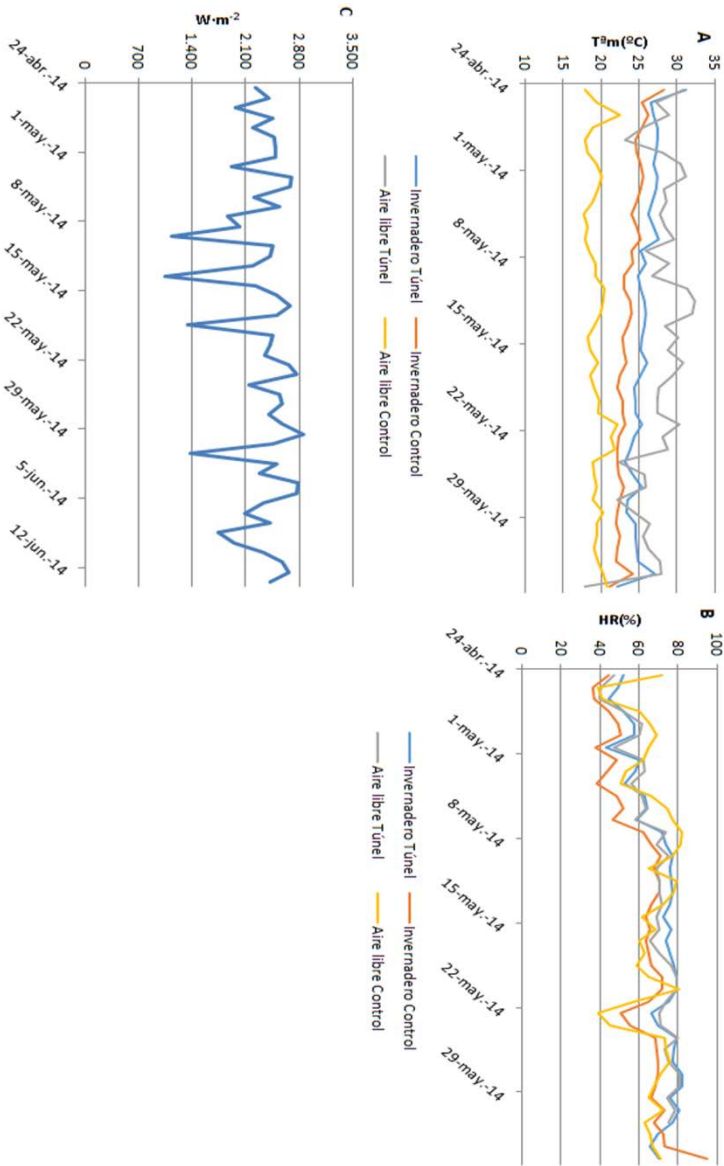 A
Tªm(ºC)
35
30
25
20
15
10
24-abr.-14
1-may.-14
8-may.-14
15-may.-14
22-may.-14
29-may.-14
Invernadero Túnel
Invernadero Control
Aire libre Túnel
Aire libre Control
B
HR(%)
100
80
60
40
20
0
24-abr.-14
1-may.-14
8-may.-14
15-may.-14
22-may.-14
29-may.-14
Invernadero Túnel
Invernadero Control
Aire libre Túnel
Aire libre Control
C
W·m⁻²
3.500
2.800
2.100
1.400
700
0
24-abr.-14
1-may.-14
8-may.-14
15-may.-14
22-may.-14
29-may.-14
5-jun.-14
12-jun.-14